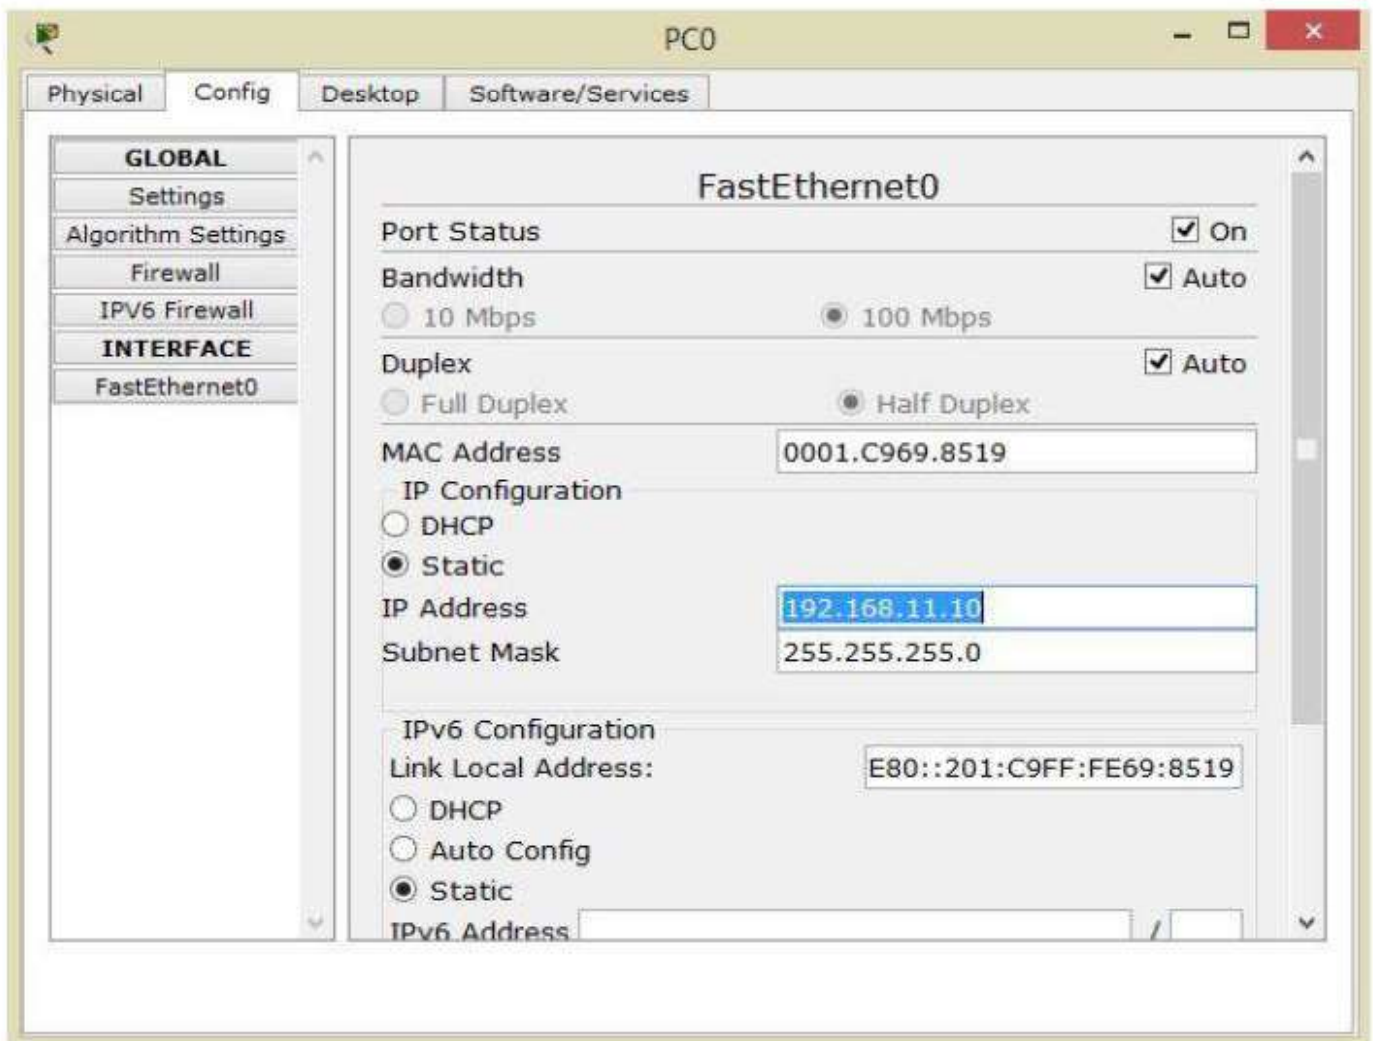 PC0
Physical Config Desktop Software/Services
GLOBAL
Settings
Algorithm Settings
Firewall
IPV6 Firewall
INTERFACE
FastEthernet0
FastEthernet0
Port Status On
Bandwidth Auto
10 Mbps 100 Mbps
Duplex Auto
Full Duplex Half Duplex
MAC Address 0001.C969.8519
IP Configuration
DHCP
Static
IP Address 192.168.11.10
Subnet Mask 255.255.255.0
IPv6 Configuration
Link Local Address: E80::201:C9FF:FE69:8519
DHCP
Auto Config
Static
IPv6 Address /